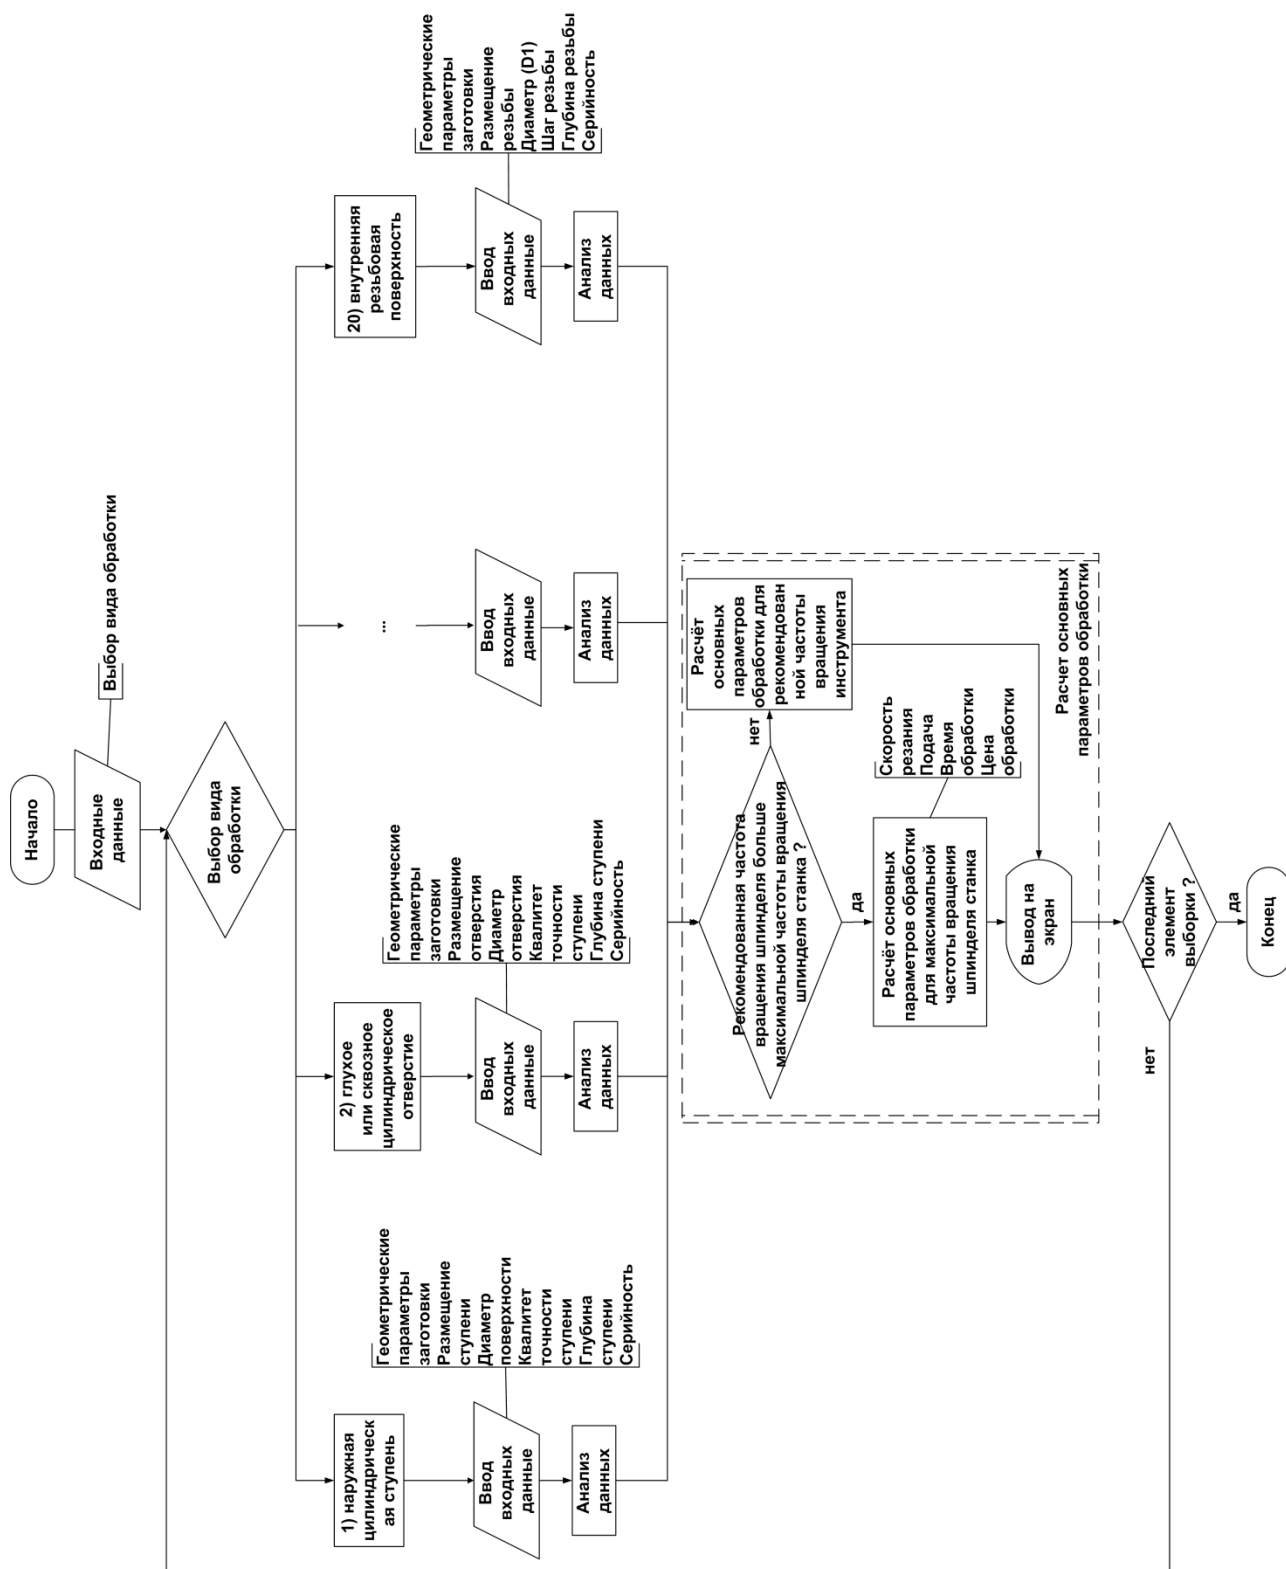 Начало
Входные
данные
Выбор вида обработки
Выбор вида
обработки
1) наружная
цилиндрическ
ая ступень
Ввод
входных
данные
Геометрические
параметры
заготовки
Размещение
ступени
Диаметр
поверхности
Квалитет
точности
ступени
Глубина
ступени
Серийность
Анализ
данных
2) глухое
или сквозное
цилиндрическое
отверстие
Ввод
входных
данные
Геометрические
параметры
заготовки
Размещение
отверстия
Диаметр
отверстия
Квалитет
точности
ступени
Глубина ступени
Серийность
Анализ
данных
...
Ввод
входных
данные
Анализ
данных
20) внутренняя
резьбовая
поверхность
Ввод
входных
данные
Геометрические
параметры
заготовки
Размещение
резьбы
Диаметр (D1)
Шаг резьбы
Глубина резьбы
Серийность
Анализ
данных
Рекомендованная частота
вращения шпинделя больше
максимальной частоты вращения
шпинделя станка ?
нет
Расчёт
основных
параметров
обработки для
рекомендован
ной частоты
вращения
инструмента
да
Расчёт основных
параметров обработки
для максимальной
частоты вращения
шпинделя станка
Скорость
резания
Подача
Время
обработки
Цена
обработки
Вывод на
экран
Расчет основных
параметров обработки
Последний
элемент
выборки ?
нет
да
Конец